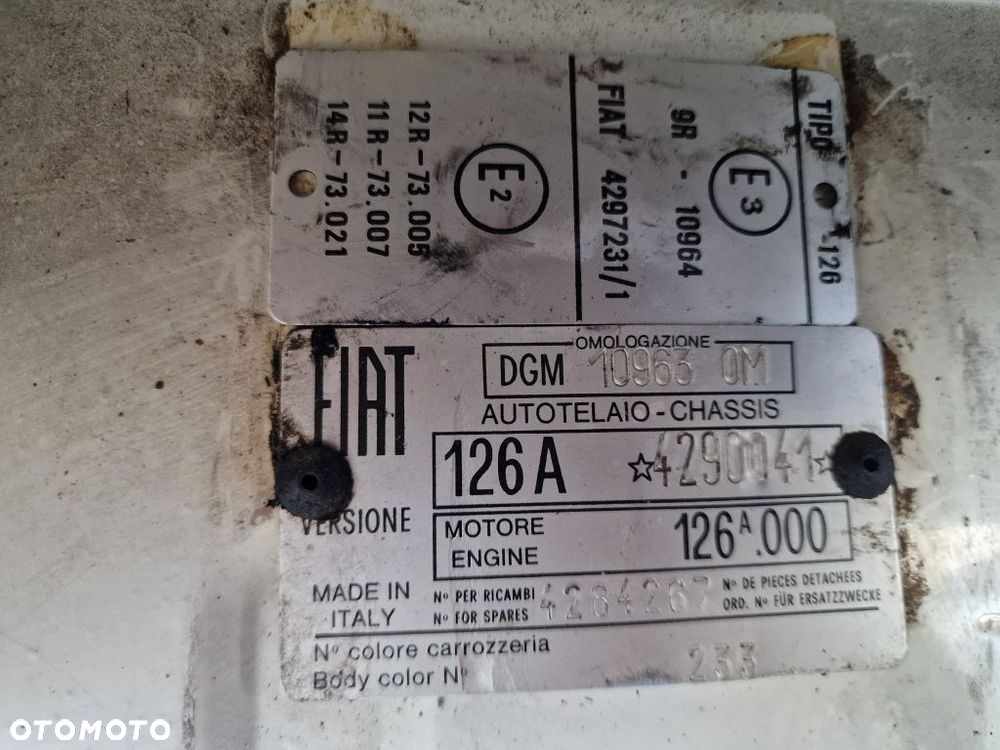 TIPO -126
E3
9R - 10964
FIAT 4297231/1
E2
12R-73.005
11R-73.007
14R-73.021
FIAT
OMOLOGAZIONE
DGM 10963 OM
AUTOTELAIO-CHASSIS
126A ☆4290041☆
VERSIONE
MOTORE
ENGINE
126A.000
MADE IN
ITALY
Nº PER RICAMBI
Nº FOR SPARES
4284267
Nº DE PIECES DETACHEES
ORD. Nº FÜR ERSATZZWECKE
Nº colore carrozzeria
Body color Nº
233
OTOMOTO